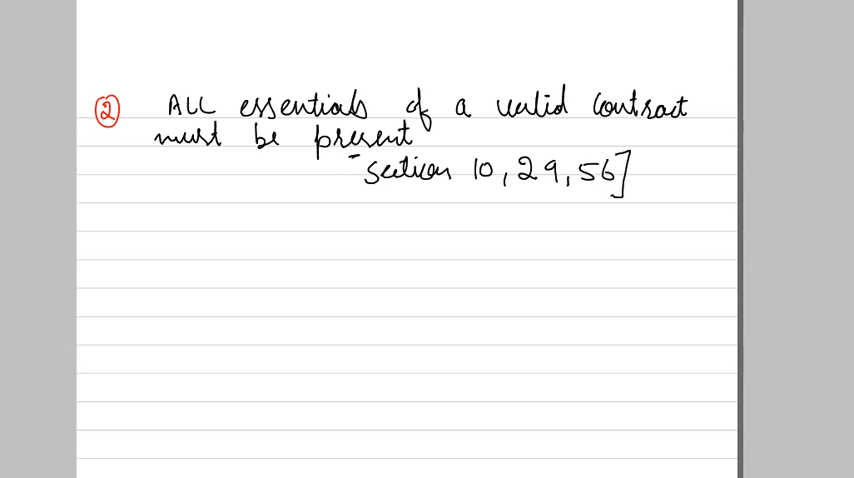 ② ALL essentials of a valid contract
must be present
- Section 10, 29, 56]